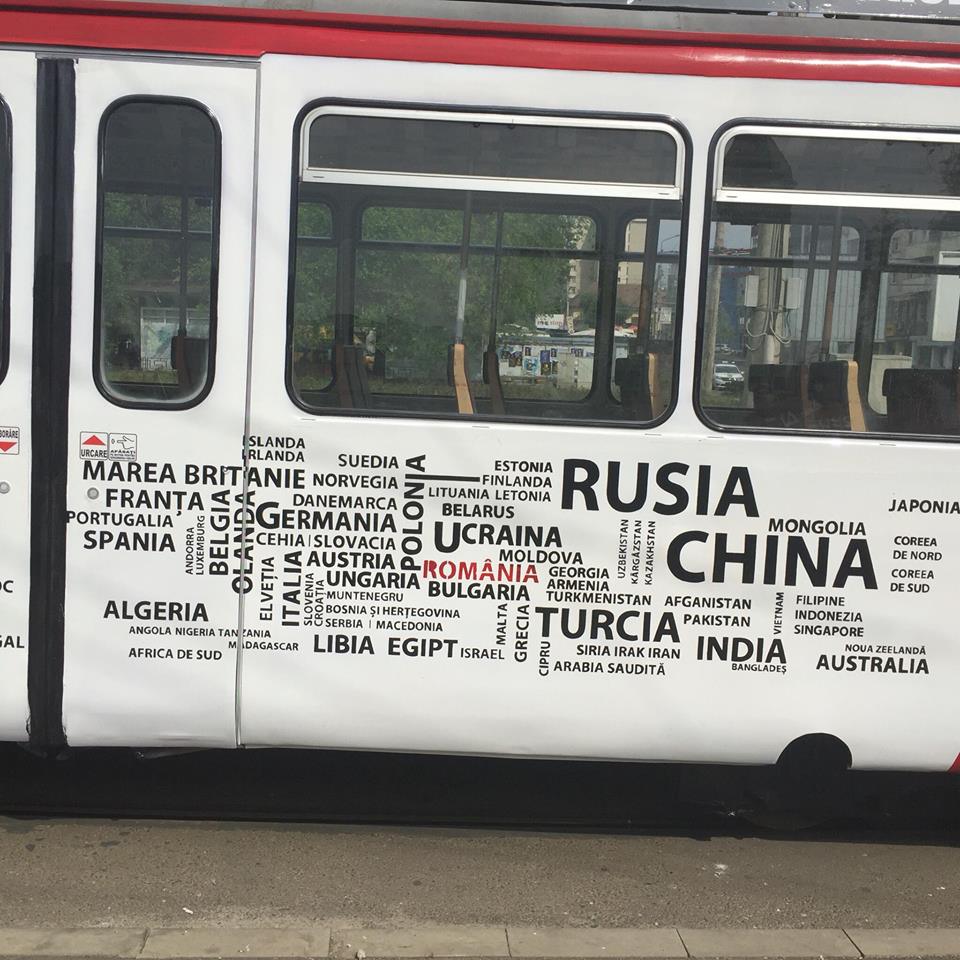 URCARE
APĂSAȚI
ISLANDA
IRLANDA
MAREA BRITANIE
FRANȚA
PORTUGALIA
SPANIA
ANDORRA
LUXEMBURG
BELGIA
OLANDA
SUEDIA
NORVEGIA
DANEMARCA
GERMANIA
CEHIA | SLOVACIA
AUSTRIA
UNGARIA
ELVEȚIA
ITALIA
SLOVENIA
CROAȚIA
MUNTENEGRU
BOSNIA ȘI HERȚEGOVINA
SERBIA | MACEDONIA
POLONIA
ESTONIA
FINLANDA
LITUANIA LETONIA
BELARUS
UCRAINA
MOLDOVA
ROMÂNIA
BULGARIA
GEORGIA
ARMENIA
TURKMENISTAN
MALTA
GRECIA
CIPRU
RUSIA
UZBEKISTAN
KÂRGÂZSTAN
KAZAKHSTAN
CHINA
MONGOLIA
JAPONIA
COREEA
DE NORD
COREEA
DE SUD
AFGANISTAN
PAKISTAN
TURCIA
SIRIA IRAK IRAN
ARABIA SAUDITĂ
INDIA
BANGLADEȘ
VIETNAM
FILIPINE
INDONEZIA
SINGAPORE
NOUA ZEELANDĂ
AUSTRALIA
ALGERIA
ANGOLA NIGERIA TANZANIA
MADAGASCAR
AFRICA DE SUD
LIBIA EGIPT ISRAEL